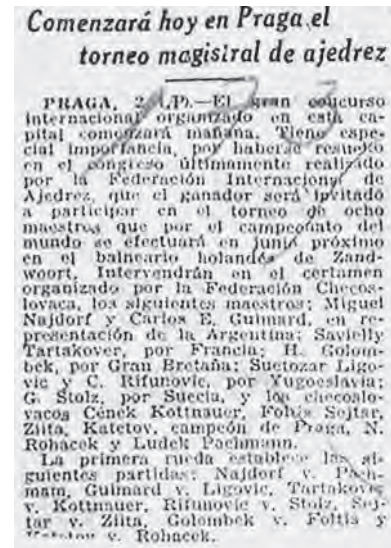 Comenzará hoy en Praga el
torneo magistral de ajedrez
PRAGA, 2 (AP).—El gran concurso
internacional organizado en esta ca-
pital comenzará mañana. Tiene espe-
cial importancia, por haberse resuelto
en el congreso últimamente realizado
por la Federación Internacional de
Ajedrez, que el ganador será invitado
a participar en el torneo de ocho
maestros que por el campeonato del
mundo se efectuará en junio próximo
en el balneario holandés de Zand-
woort. Intervendrán en el certamen
organizado por la Federación Checos-
lovaca, los siguientes maestros: Miguel
Najdorf y Carlos E. Guimard, en re-
presentación de la Argentina; Savielly
Tartakover, por Francia; H. Golom-
bek, por Gran Bretaña; Suetozar Ligo-
vic y C. Rifunovic, por Yugoeslavia;
G. Stolz, por Suecia, y los checoslo-
vacos Cenek Kottnauer, Foltis Sejtar,
Ziita, Katetov, campeón de Praga, N.
Rohacek y Ludek Pachmann.
La primera rueda establece las si-
guientes partidas: Najdorf v. Pach-
mam, Guimard v. Ligovic, Tartakover
v. Kottnauer, Rifunovic v. Stolz, Sej-
tar v. Ziita, Golombek v. Foltis y
v. Rohacek.